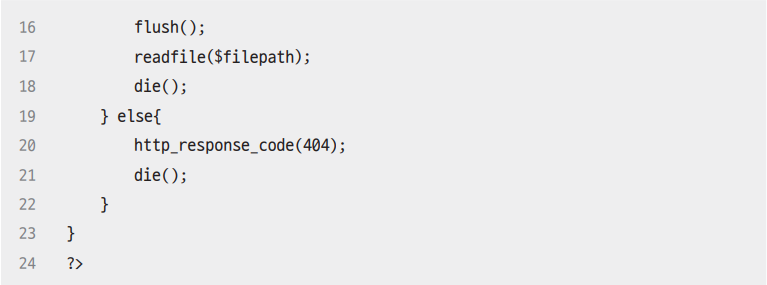 16 flush();
17 readfile($filepath);
18 die();
19 } else{
20 http_response_code(404);
21 die();
22 }
23 }
24 ?>